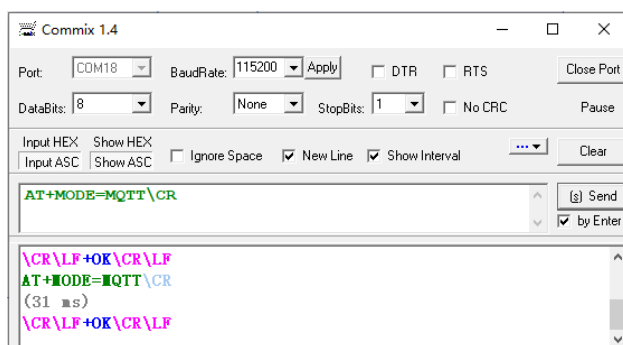 Commix 1.4
Port: COM18 BaudRate: 115200 Apply DTR RTS Close Port
DataBits: 8 Parity: None StopBits: 1 No CRC Pause
Input HEX Show HEX
Input ASC Show ASC Ignore Space New Line Show Interval ... Clear
AT+MODE=MQTT\CR
(s) Send
by Enter
\CR\LF+OK\CR\LF
AT+MODE=MQTT\CR
(31 ms)
\CR\LF+OK\CR\LF